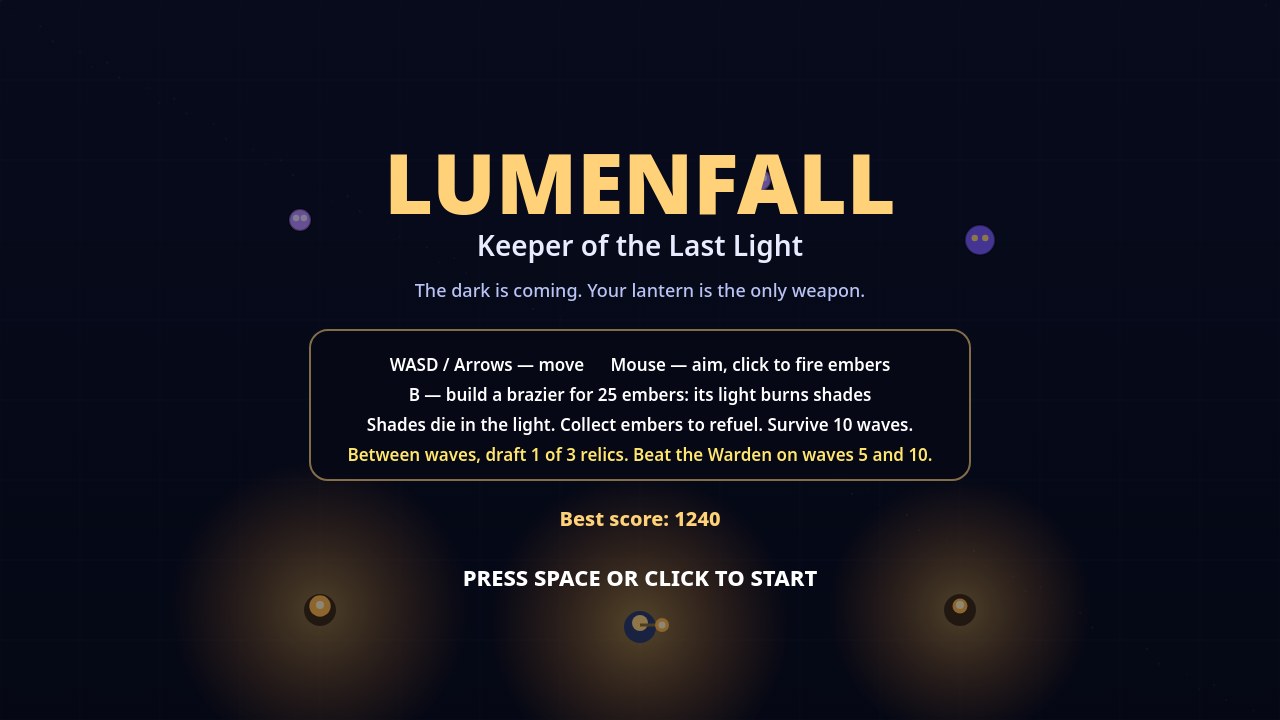 LUMENFALL
Keeper of the Last Light
The dark is coming. Your lantern is the only weapon.
WASD / Arrows — move Mouse — aim, click to fire embers
B — build a brazier for 25 embers: its light burns shades
Shades die in the light. Collect embers to refuel. Survive 10 waves.
Between waves, draft 1 of 3 relics. Beat the Warden on waves 5 and 10.
Best score: 1240
PRESS SPACE OR CLICK TO START